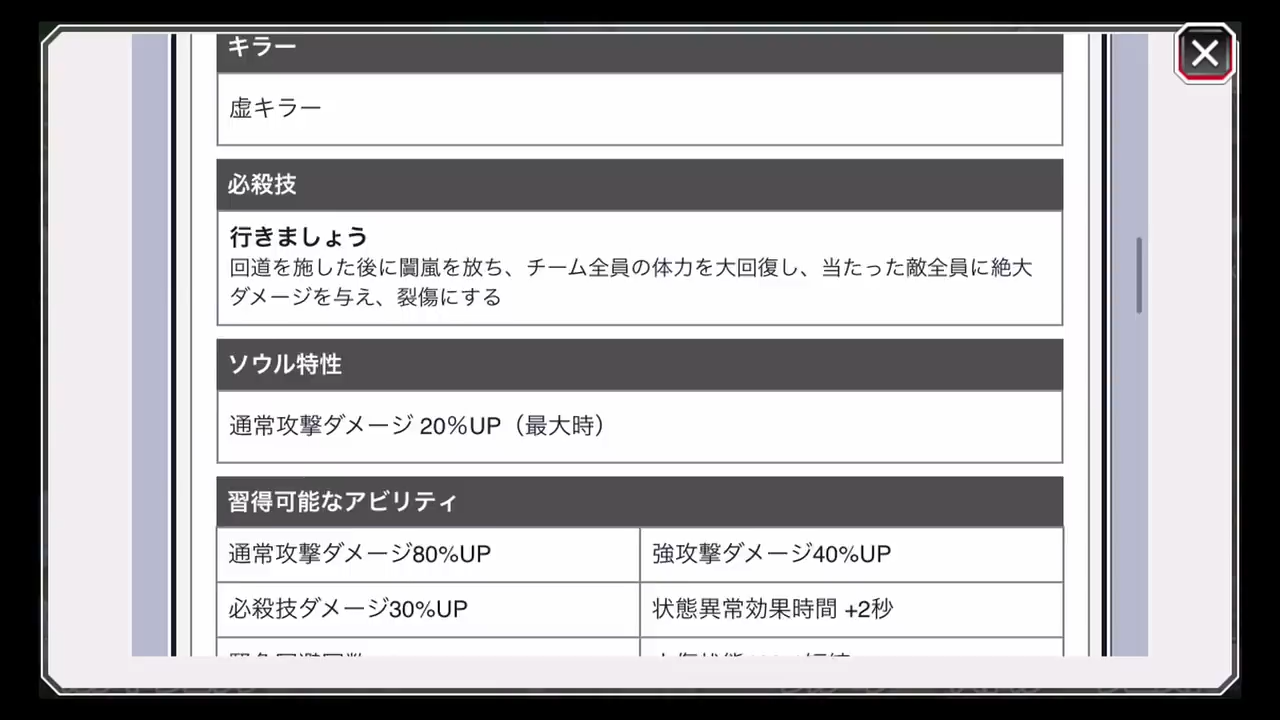 キラー
虚キラー
必殺技
行きましょう
回道を施した後に闐嵐を放ち、チーム全員の体力を大回復し、当たった敵全員に絶大
ダメージを与え、裂傷にする
ソウル特性
通常攻撃ダメージ 20%UP（最大時）
習得可能なアビリティ
通常攻撃ダメージ80%UP
強攻撃ダメージ40%UP
必殺技ダメージ30%UP
状態異常効果時間 +2秒